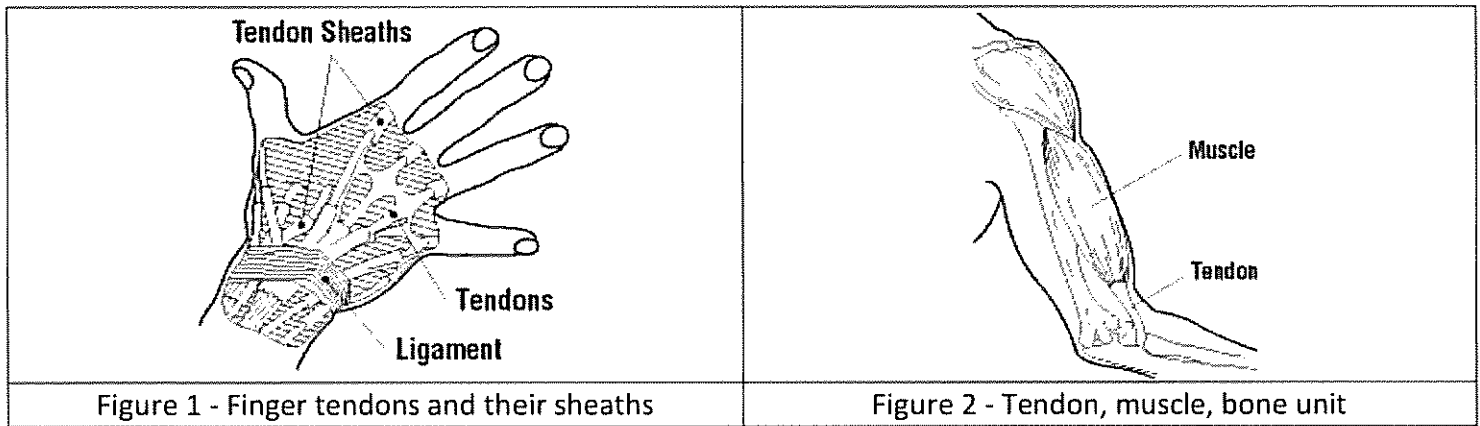 Tendon Sheaths
Tendons
Ligament
Figure 1 - Finger tendons and their sheaths
Muscle
Tendon
Figure 2 - Tendon, muscle, bone unit